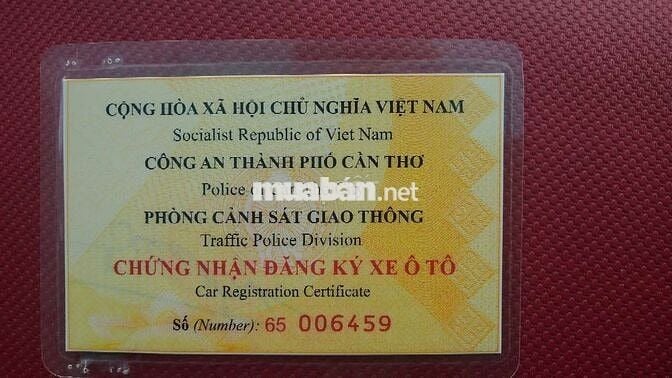 CỘNG HÒA XÃ HỘI CHỦ NGHĨA VIỆT NAM
Socialist Republic of Viet Nam
CÔNG AN THÀNH PHỐ CẦN THƠ
Police
muabán.net
PHÒNG CẢNH SÁT GIAO THÔNG
Traffic Police Division
CHỨNG NHẬN ĐĂNG KÝ XE Ô TÔ
Car Registration Certificate
Số (Number): 65 006459